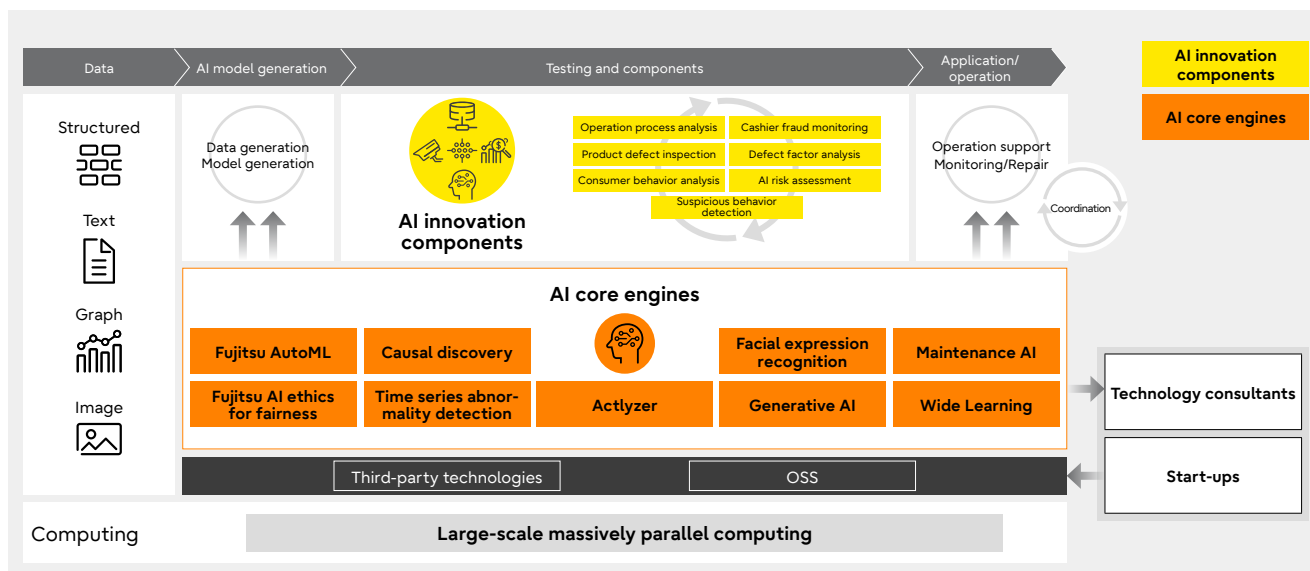 Data
AI model generation
Testing and components
Application/
operation
AI innovation
components
AI core engines
Structured
Text
Graph
Image
Data generation
Model generation
AI innovation
components
Operation process analysis
Cashier fraud monitoring
Product defect inspection
Defect factor analysis
Consumer behavior analysis
AI risk assessment
Suspicious behavior
detection
Operation support
Monitoring/Repair
Coordination
AI core engines
Fujitsu AutoML
Causal discovery
Facial expression
recognition
Maintenance AI
Fujitsu AI ethics
for fairness
Time series abnor-
mality detection
Actlyzer
Generative AI
Wide Learning
Technology consultants
Start-ups
Third-party technologies
OSS
Computing
Large-scale massively parallel computing